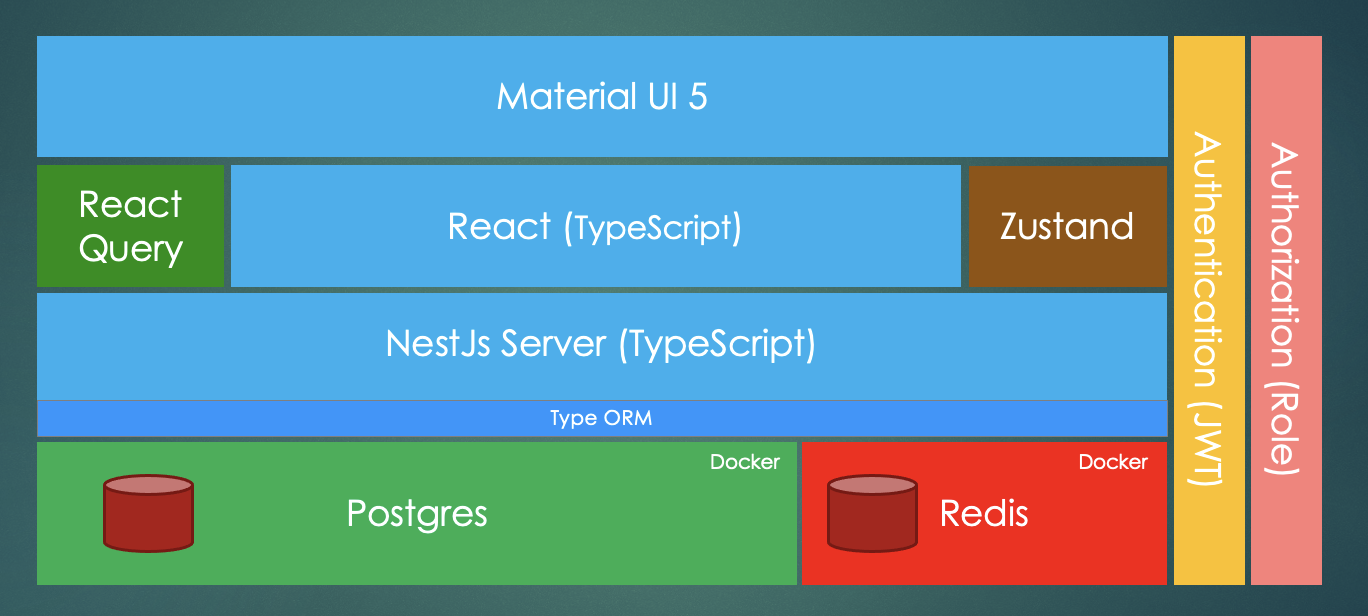 Material UI 5
React
Query
React (TypeScript)
Zustand
NestJs Server (TypeScript)
Type ORM
Docker
Postgres
Docker
Redis
Authentication (JWT)
Authorization (Role)